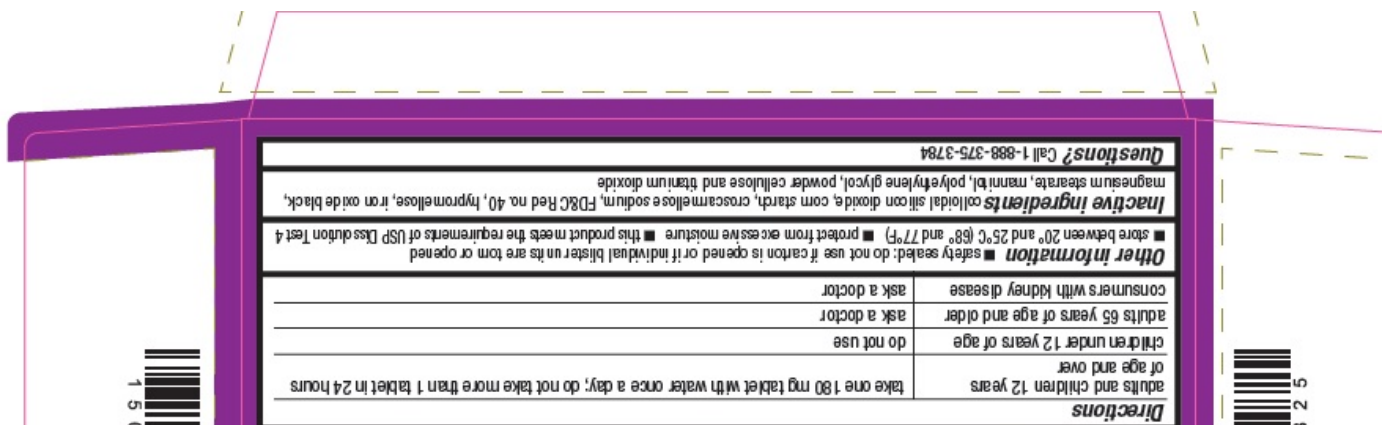 Directions
adults and children 12 years of age and over take one 180 mg tablet with water once a day; do not take more than 1 tablet in 24 hours
children under 12 years of age do not use
adults 65 years of age and older ask a doctor
consumers with kidney disease ask a doctor
Other information ■ safety sealed: do not use if carton is opened or if individual blister units are torn or opened
■ store between 20° and 25°C (68° and 77°F) ■ protect from excessive moisture ■ this product meets the requirements of USP Dissolution Test 4
Inactive ingredients colloidal silicon dioxide, corn starch, croscarmellose sodium, FD&C Red no. 40, hypromellose, iron oxide black,
magnesium stearate, mannitol, polyethylene glycol, powder cellulose and titanium dioxide
Questions? Call 1-888-375-3784